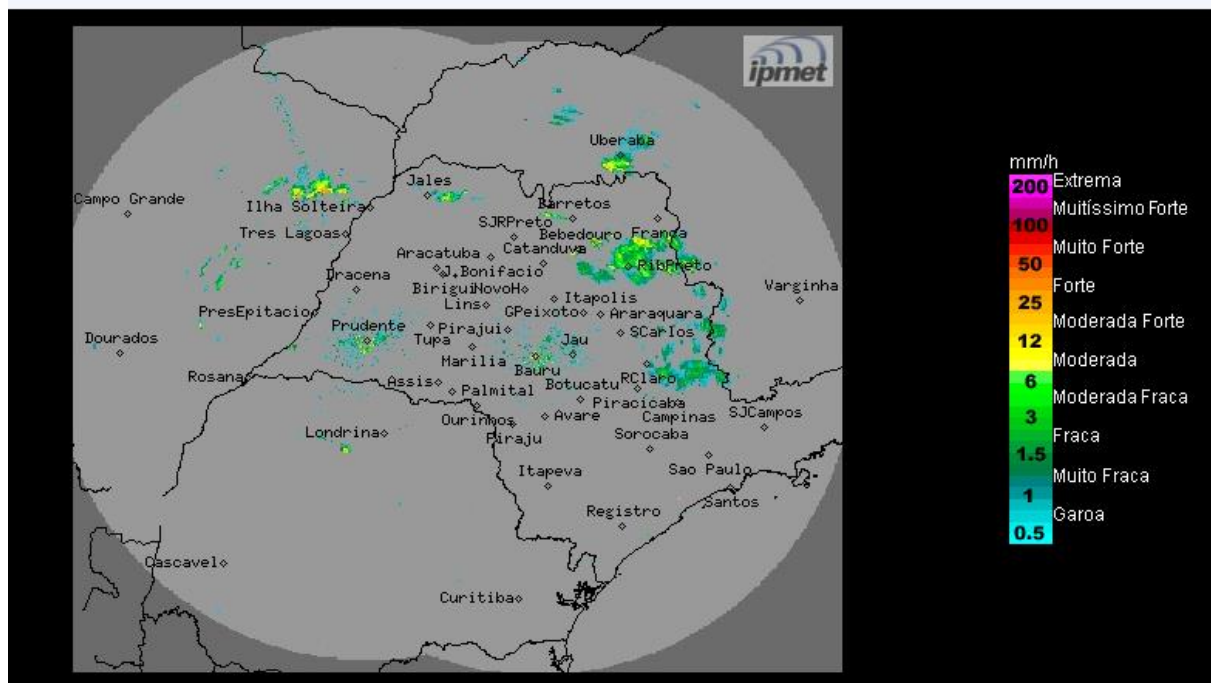 ipmet
Uberaba
Jales
Campo Grande
Ilha Solteira
Barretos
SJRPreto
Tres Lagoas
Bebedouro
Franca
Catanduva
Aracatuba
RibPreto
J.Bonifacio
Dracena
Birigui
NovoH
Varginha
Itapolis
Lins
PresEpitacio
GPeixoto
Araraquara
Prudente
Pirajui
SCarlos
Dourados
Tupa
Jau
Marilia
Bauru
Rosana
Assis
Botucatu
RClaro
Palmital
Piracicaba
Ourinhos
Avare
Campinas
SJCampos
Londrina
Piraju
Sorocaba
Itapeva
Sao Paulo
Santos
Registro
Cascavel
Curitiba
mm/h
200 Extrema
Muitíssimo Forte
100
Muito Forte
50
Forte
25
Moderada Forte
12
Moderada
6
Moderada Fraca
3
Fraca
1.5
Muito Fraca
1
Garoa
0.5